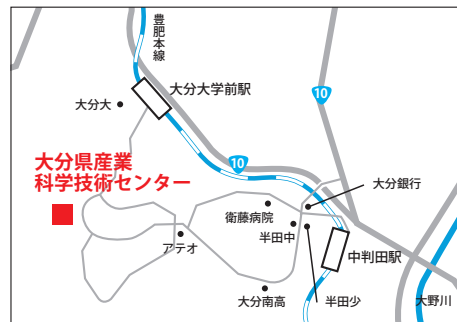 豊肥本線
大分大学前駅
大分大
10
大分県産業
科学技術センター
10
大分銀行
衛藤病院
半田中
アテオ
中判田駅
大分南高
半田少
大野川